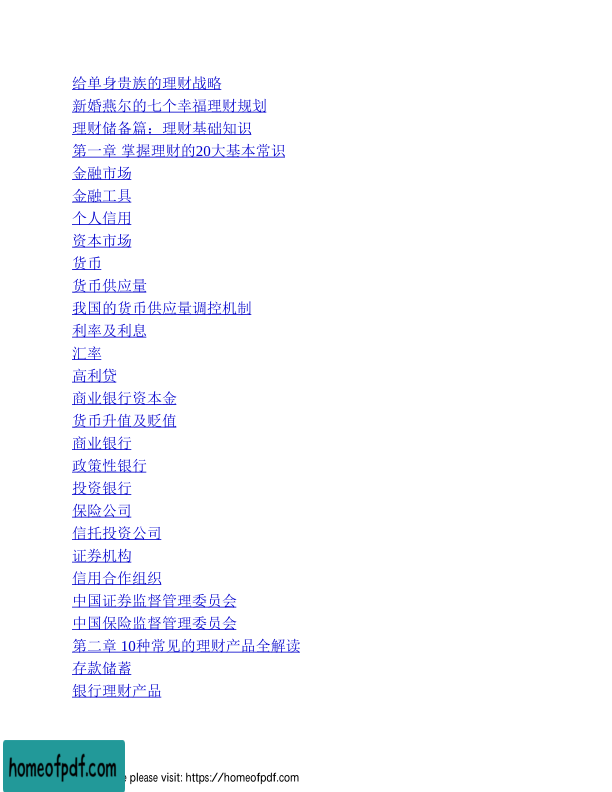 给单身贵族的理财战略
新婚燕尔的七个幸福理财规划
理财储备篇：理财基础知识
第一章 掌握理财的20大基本常识
金融市场
金融工具
个人信用
资本市场
货币
货币供应量
我国的货币供应量调控机制
利率及利息
汇率
高利贷
商业银行资本金
货币升值及贬值
商业银行
政策性银行
投资银行
保险公司
信托投资公司
证券机构
信用合作组织
中国证券监督管理委员会
中国保险监督管理委员会
第二章 10种常见的理财产品全解读
存款储蓄
银行理财产品
homeofpdf.com
e please visit: https://homeofpdf.com